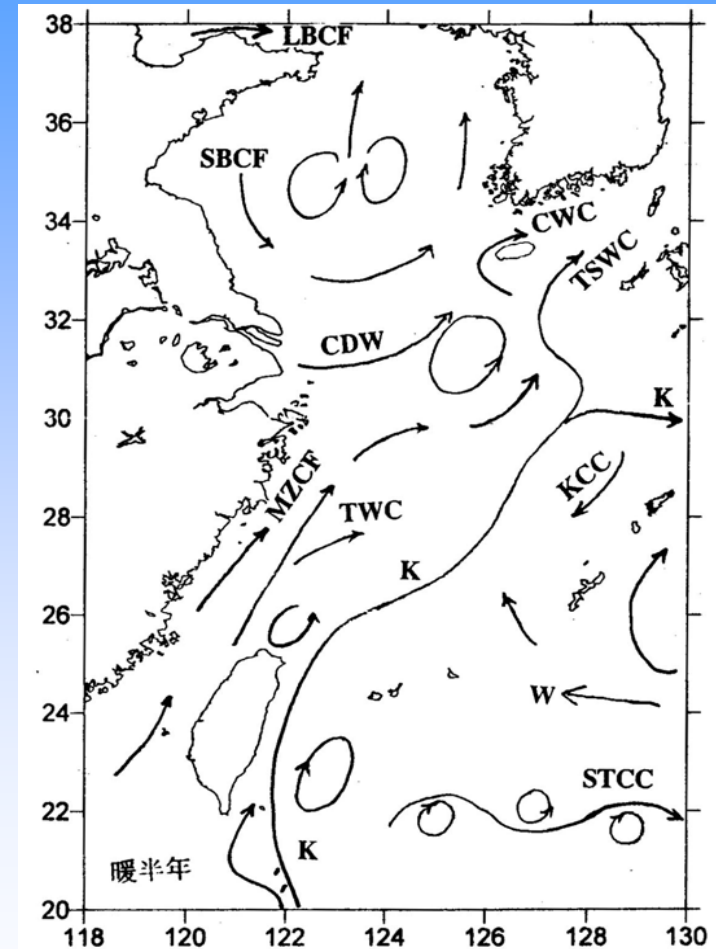 38
LBCF
36
SBCF
34
CWC
TSWC
32
CDW
30
K
KCC
MZCF
28
TWC
K
26
W
24
STCC
22
K
暖半年
20
118 120 122 124 126 128 130